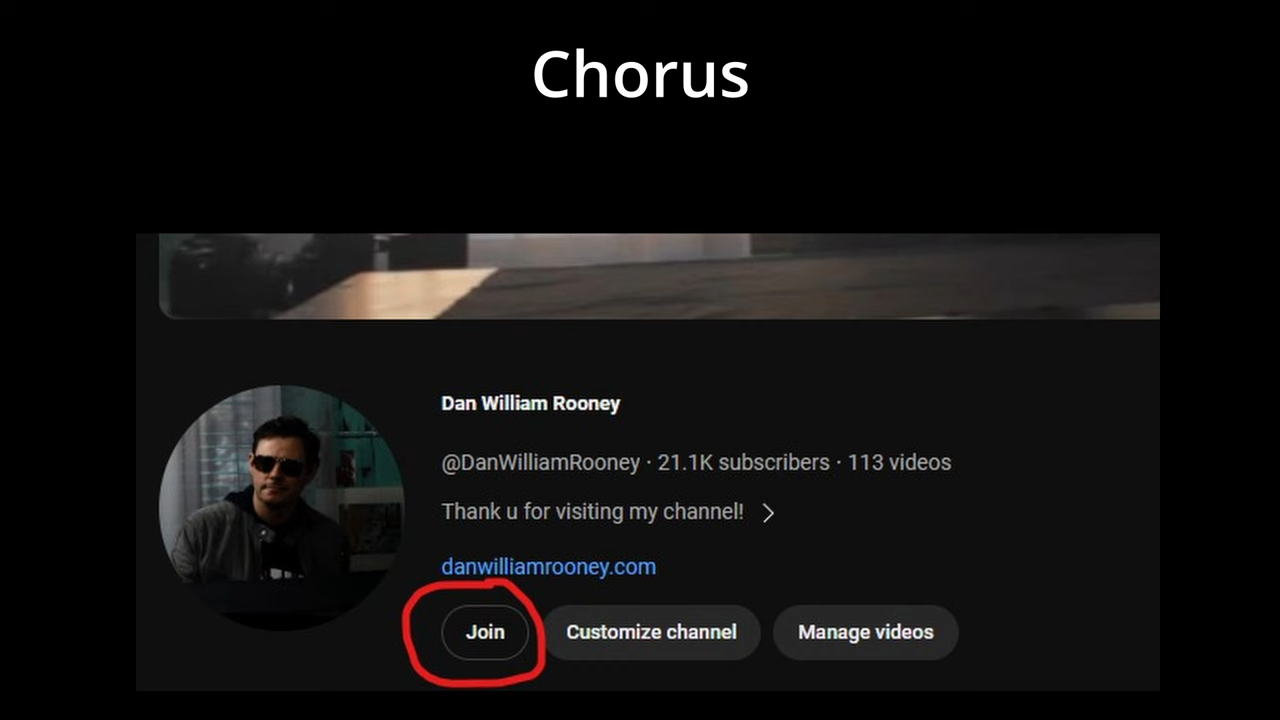 Chorus
Dan William Rooney
@DanWilliamRooney · 21.1K subscribers · 113 videos
Thank u for visiting my channel!
danwilliamrooney.com
Join Customize channel Manage videos